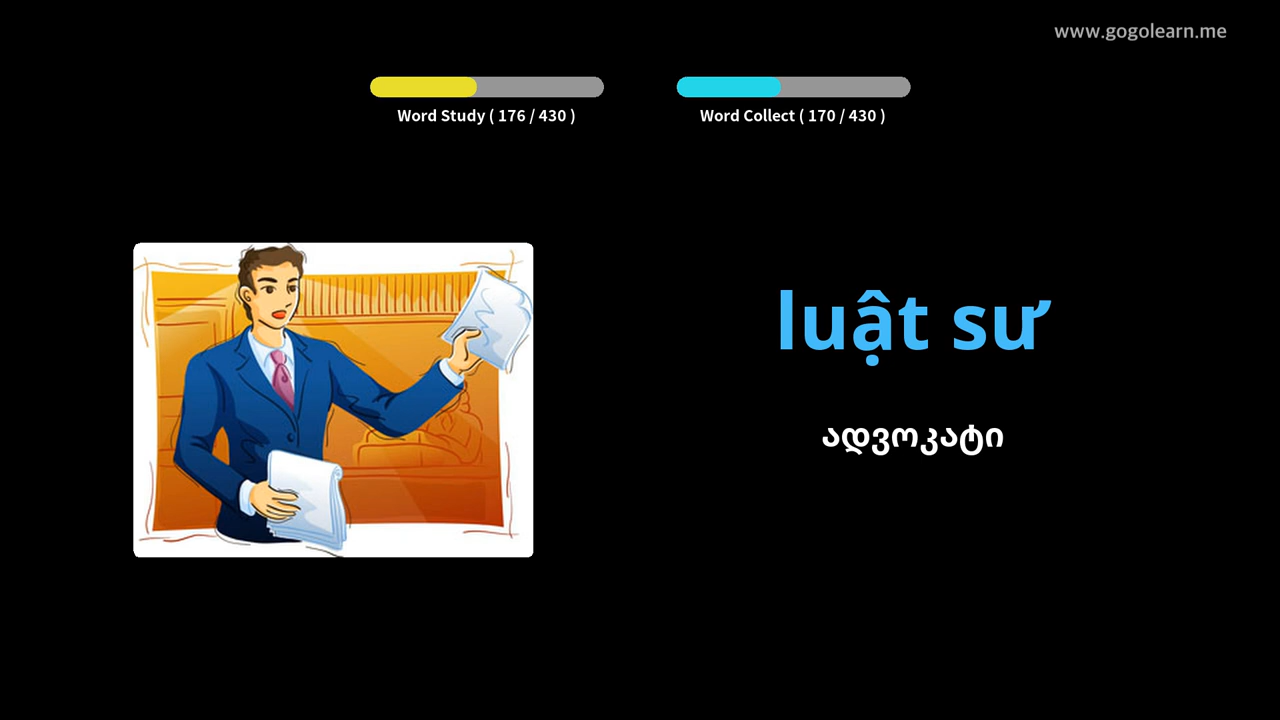 www.gogolearn.me
Word Study ( 176 / 430 )
Word Collect ( 170 / 430 )
luật sư
ადვოკატი